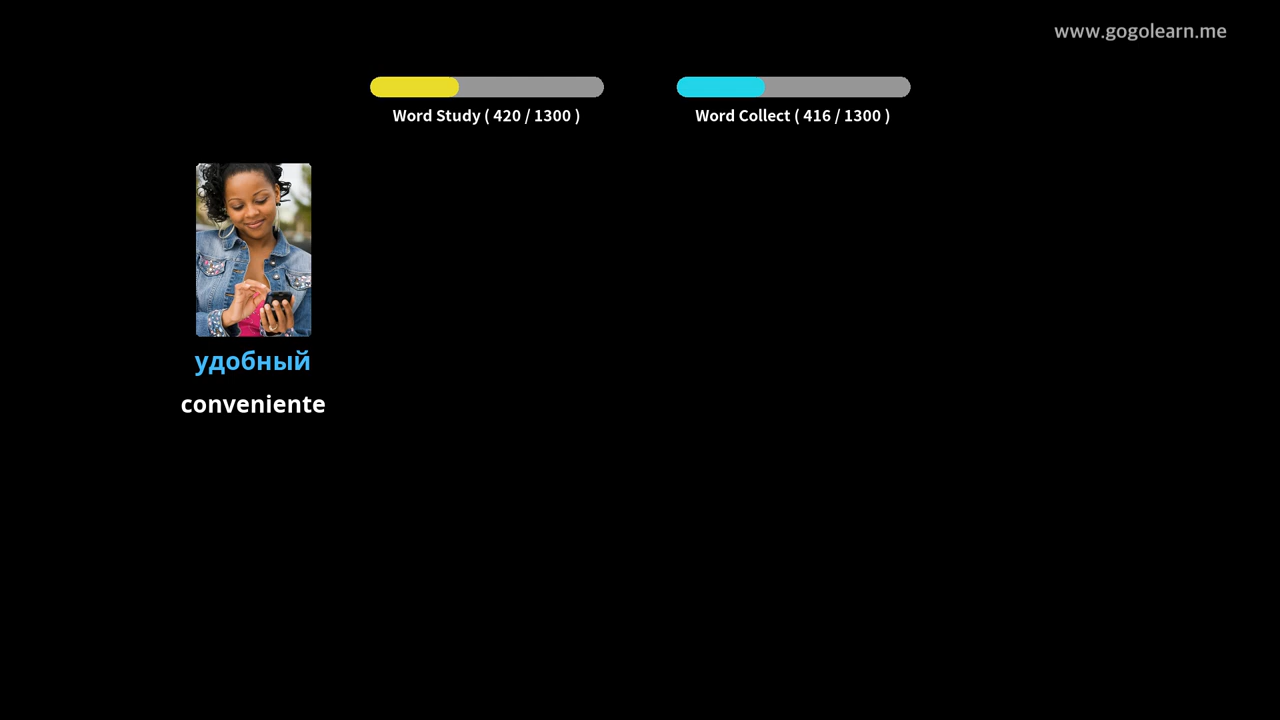 www.gogolearn.me
Word Study ( 420 / 1300 )
Word Collect ( 416 / 1300 )
удобный
conveniente